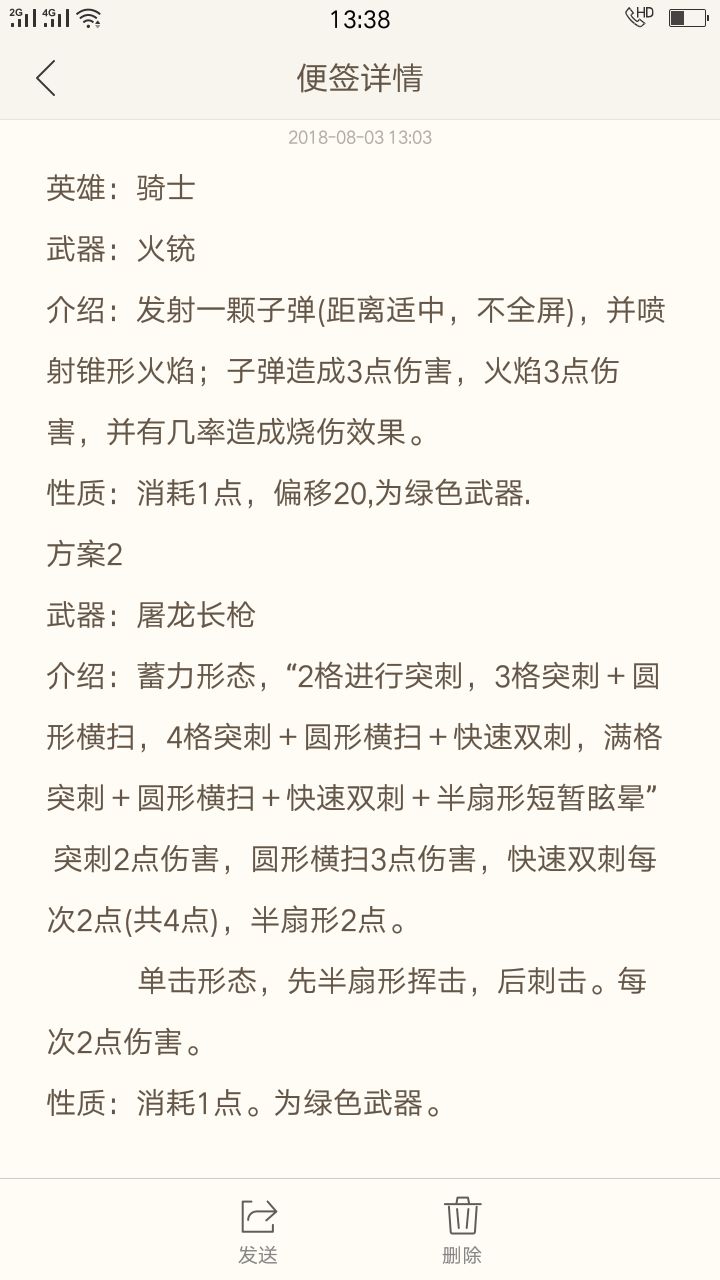 2G 4G 13:38 HD
便签详情
2018-08-03 13:03
英雄：骑士
武器：火铳
介绍：发射一颗子弹(距离适中，不全屏)，并喷
射锥形火焰；子弹造成3点伤害，火焰3点伤
害，并有几率造成烧伤效果。
性质：消耗1点，偏移20,为绿色武器.
方案2
武器：屠龙长枪
介绍：蓄力形态，“2格进行突刺，3格突刺＋圆
形横扫，4格突刺＋圆形横扫＋快速双刺，满格
突刺＋圆形横扫＋快速双刺＋半扇形短暂眩晕”
突刺2点伤害，圆形横扫3点伤害，快速双刺每
次2点(共4点)，半扇形2点。
单击形态，先半扇形挥击，后刺击。每
次2点伤害。
性质：消耗1点。为绿色武器。
发送 删除